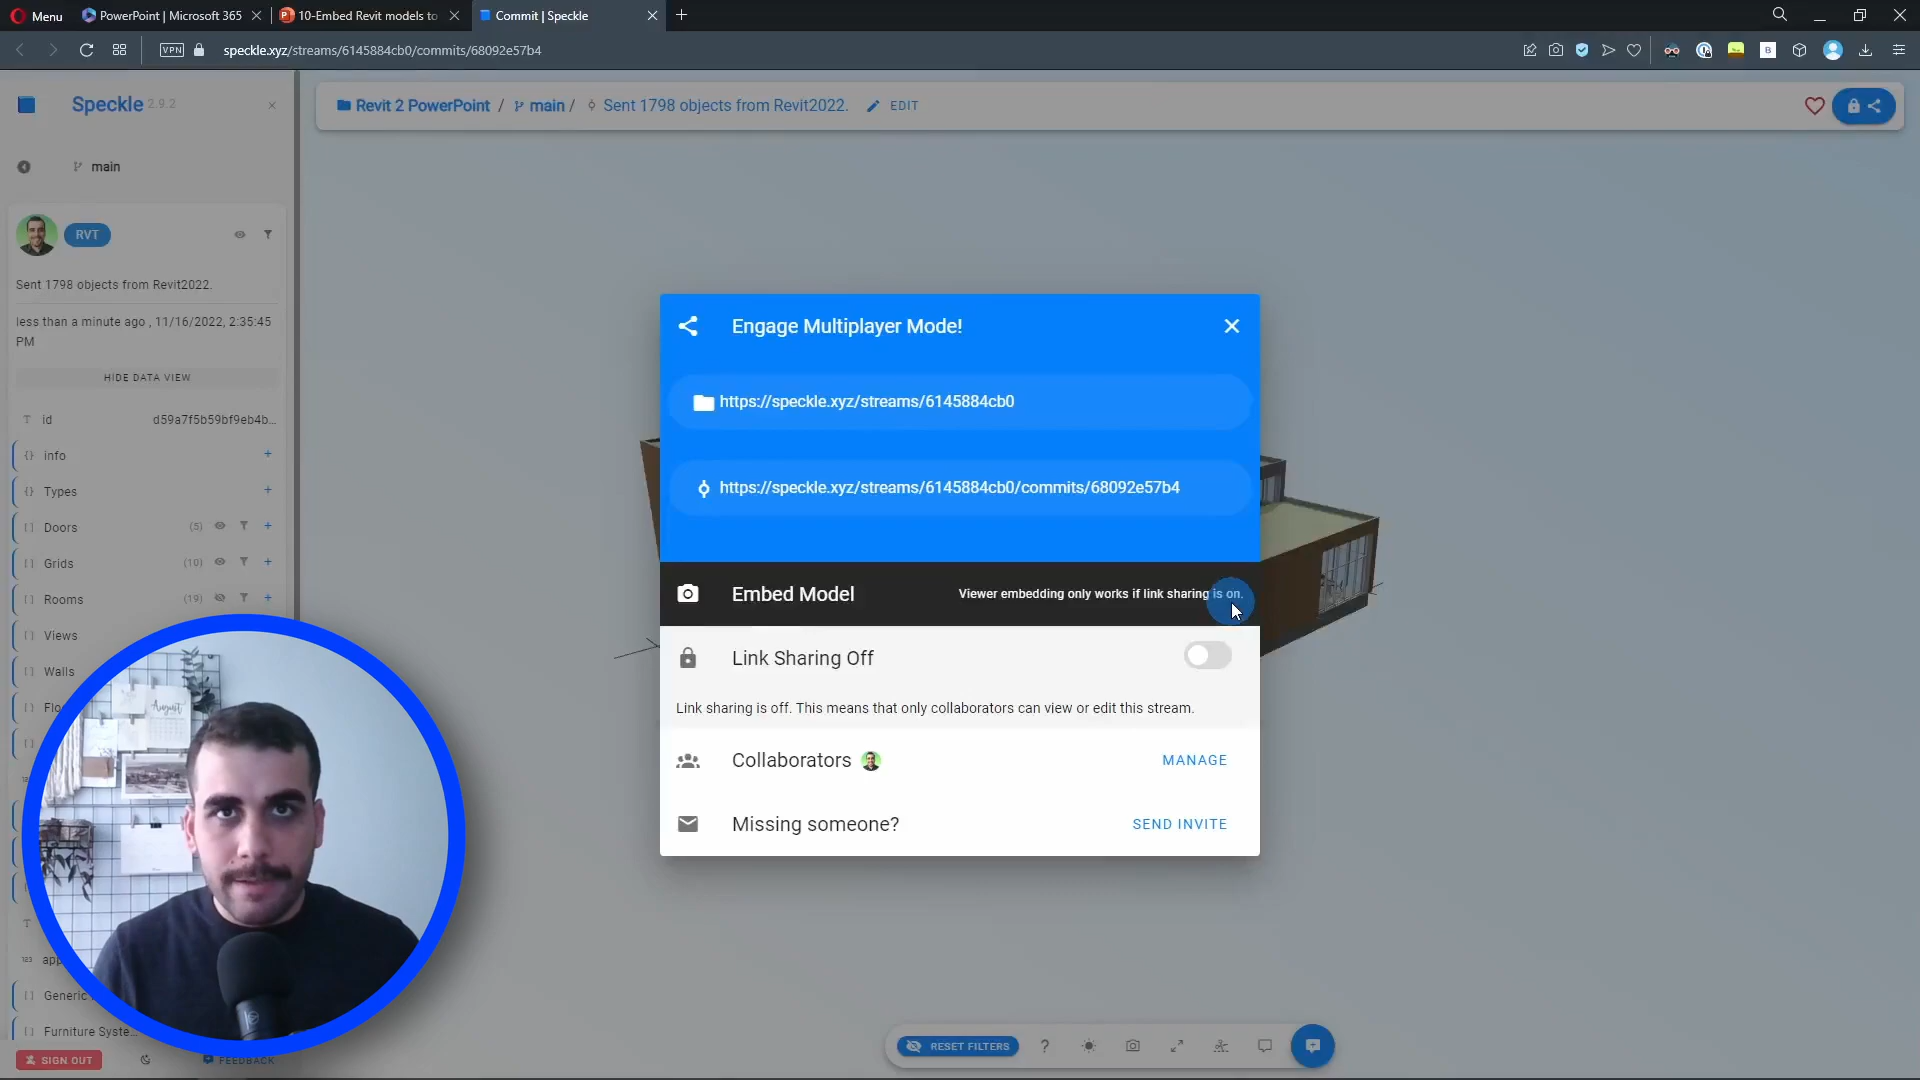 Menu
PowerPoint | Microsoft 365
10-Embed Revit models to
Commit | Speckle
VPN
speckle.xyz/streams/6145884cb0/commits/68092e57b4
Speckle 2.9.2
main
RVT
Sent 1798 objects from Revit2022.
less than a minute ago , 11/16/2022, 2:35:45
PM
HIDE DATA VIEW
T id d59a7f5b59bf9eb4b...
{} info +
{} Types +
[] Doors (5) +
[] Grids (10) +
[] Rooms (19) +
Views
Walls
Generic
Furniture Syste...
SIGN OUT
FEEDBACK
Revit 2 PowerPoint / main / Sent 1798 objects from Revit2022. EDIT
Engage Multiplayer Mode!
https://speckle.xyz/streams/6145884cb0
https://speckle.xyz/streams/6145884cb0/commits/68092e57b4
Embed Model
Viewer embedding only works if link sharing is on.
Link Sharing Off
Link sharing is off. This means that only collaborators can view or edit this stream.
Collaborators
MANAGE
Missing someone?
SEND INVITE
RESET FILTERS
?
August